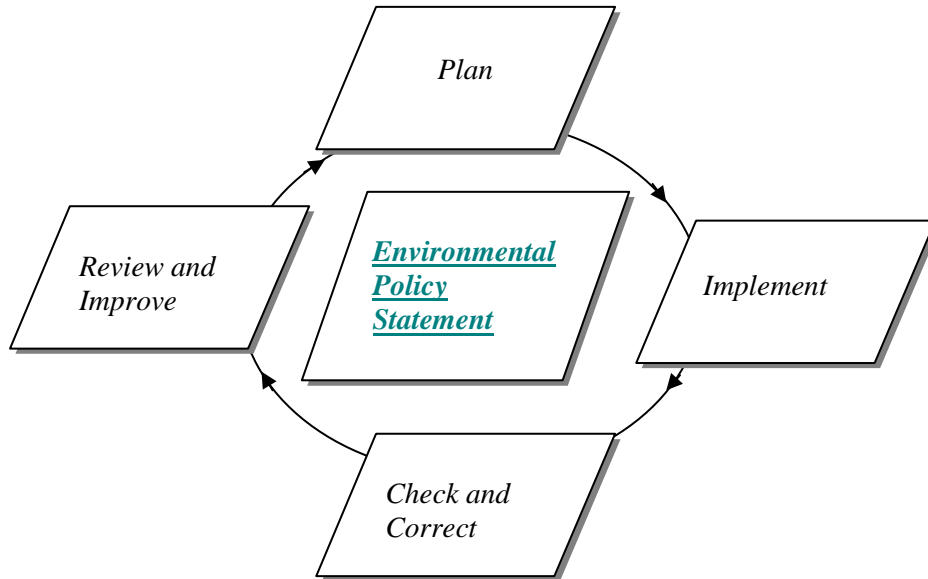 Plan
Environmental
Policy
Statement
Review and
Improve
Implement
Check and
Correct